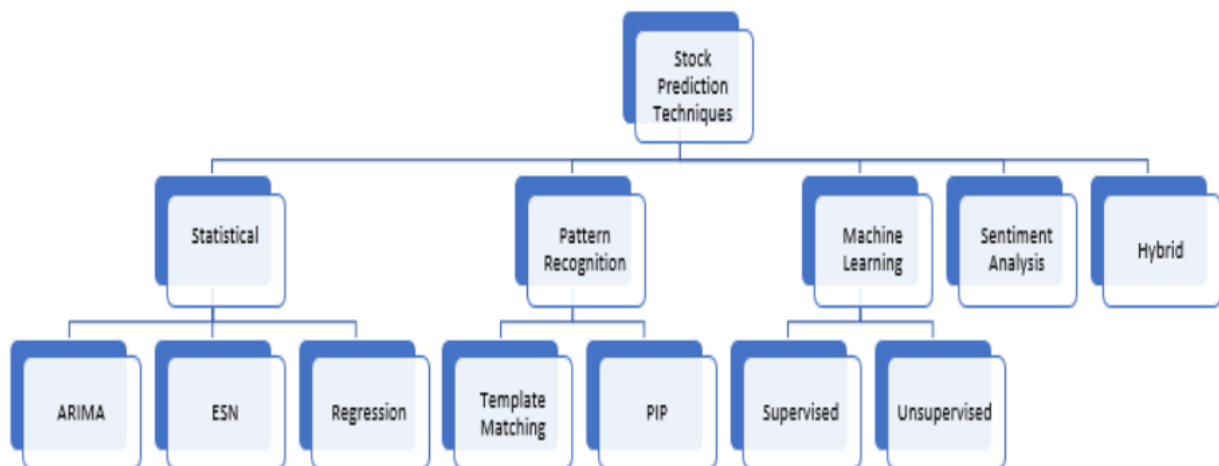 Stock
Prediction
Techniques
Statistical
Pattern
Recognition
Machine
Learning
Sentiment
Analysis
Hybrid
ARIMA
ESN
Regression
Template
Matching
PIP
Supervised
Unsupervised